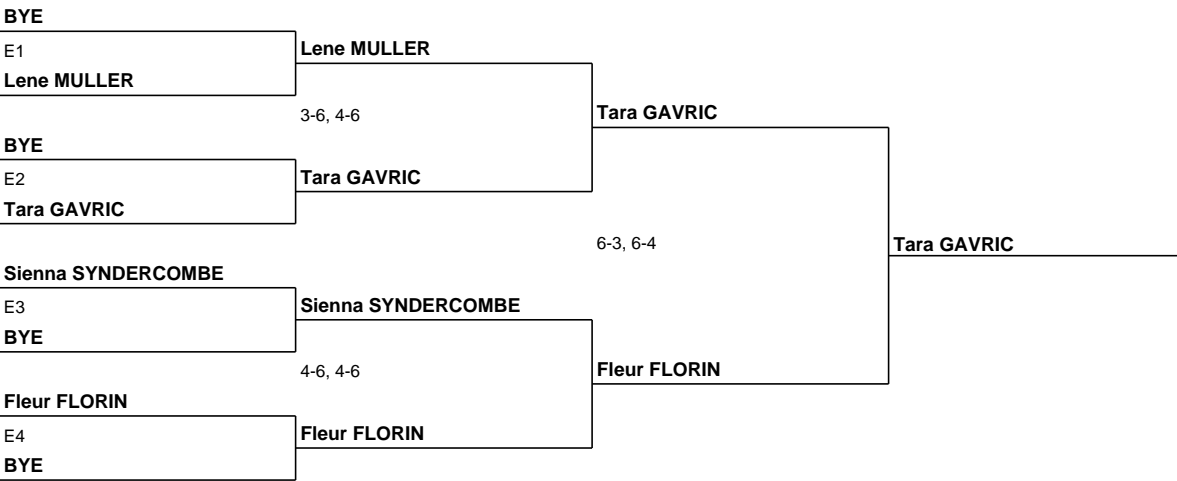 BYE
E1
Lene MULLER
Lene MULLER
3-6, 4-6
Tara GAVRIC
BYE
E2
Tara GAVRIC
Tara GAVRIC
6-3, 6-4
Tara GAVRIC
Sienna SYNDERCOMBE
E3
Sienna SYNDERCOMBE
BYE
4-6, 4-6
Fleur FLORIN
Fleur FLORIN
E4
Fleur FLORIN
BYE